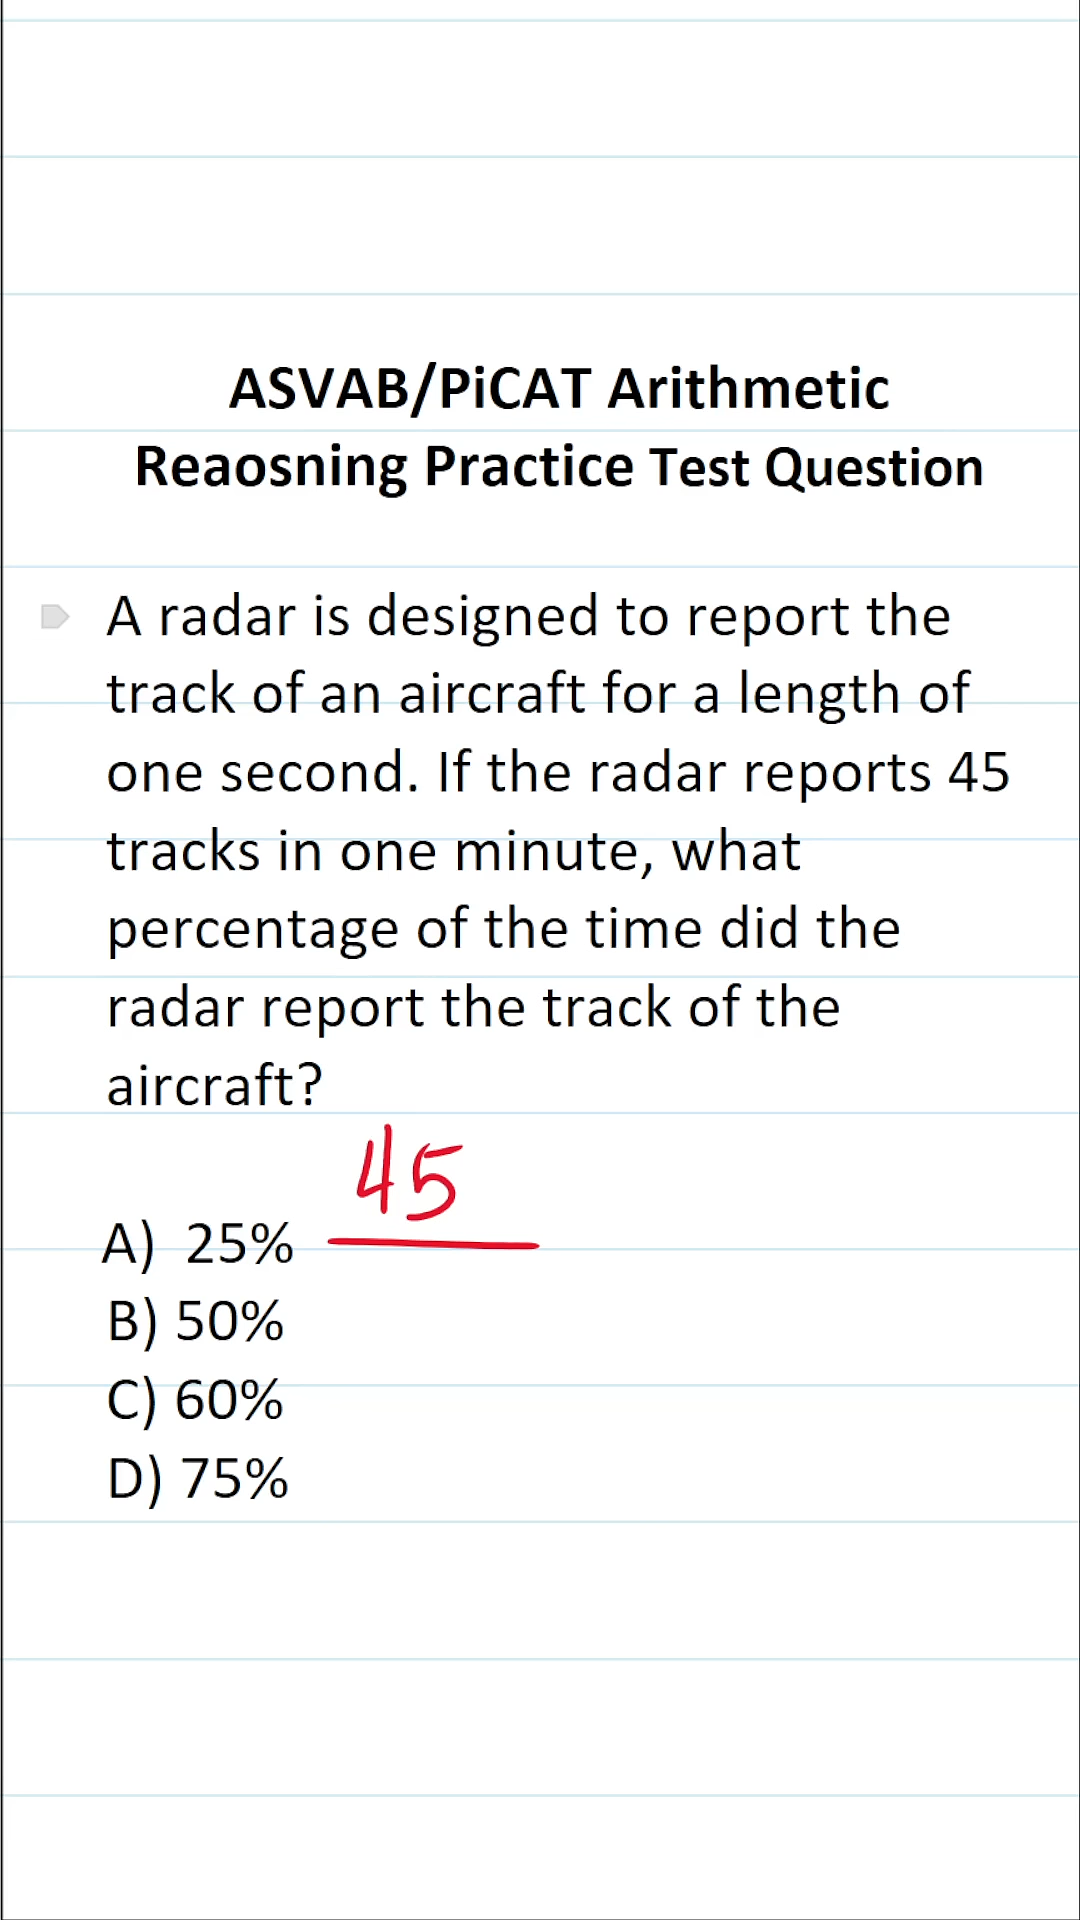 ASVAB/PiCAT Arithmetic
Reaosning Practice Test Question
A radar is designed to report the
track of an aircraft for a length of
one second. If the radar reports 45
tracks in one minute, what
percentage of the time did the
radar report the track of the
aircraft?
45
A) 25%
B) 50%
C) 60%
D) 75%